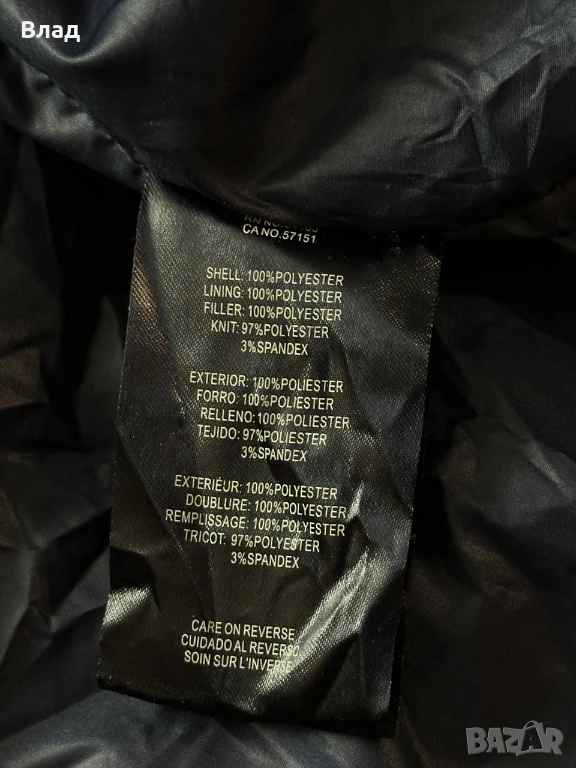 Влад
CA NO.57151
SHELL: 100%POLYESTER
LINING: 100%POLYESTER
FILLER: 100%POLYESTER
KNIT: 97%POLYESTER
3%SPANDEX
EXTERIOR: 100%POLIESTER
FORRO: 100%POLIESTER
RELLENO: 100%POLIESTER
TEJIDO: 97%POLIESTER
3%SPANDEX
EXTERIÉUR: 100%POLYESTER
DOUBLURE: 100%POLYESTER
REMPLISSAGE: 100%POLYESTER
TRICOT: 97%POLYESTER
3%SPANDEX
CARE ON REVERSE
CUIDADO AL REVERSO
SOIN SUR L'INVERSE
BAZAR